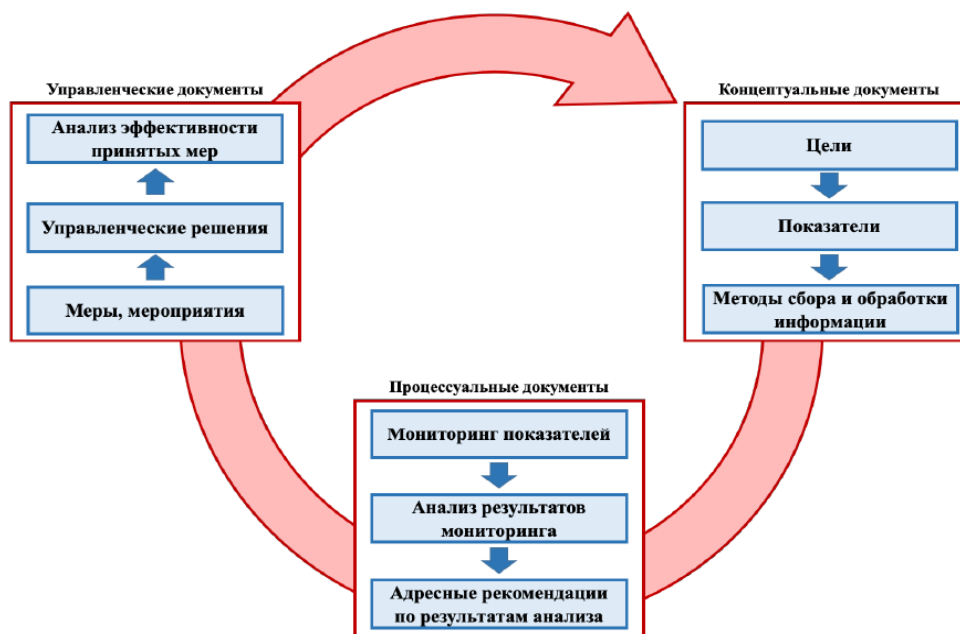 Управленческие документы
Анализ эффективности
принятых мер
Управленческие решения
Меры, мероприятия
Концептуальные документы
Цели
Показатели
Методы сбора и обработки
информации
Процессуальные документы
Мониторинг показателей
Анализ результатов
мониторинга
Адресные рекомендации
по результатам анализа